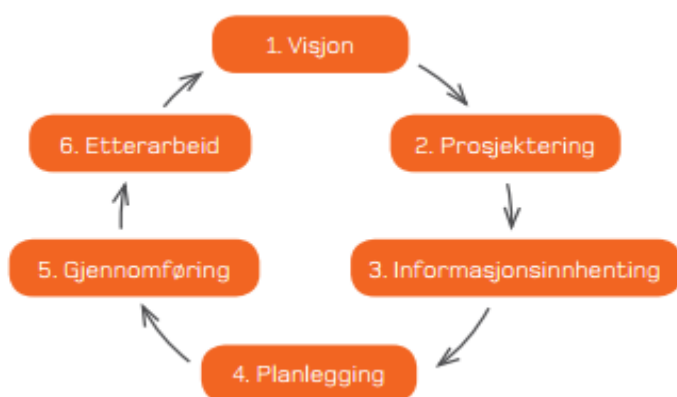 1. Visjon
2. Prosjektering
3. Informasjonsinnhenting
4. Planlegging
5. Gjennomføring
6. Etterarbeid